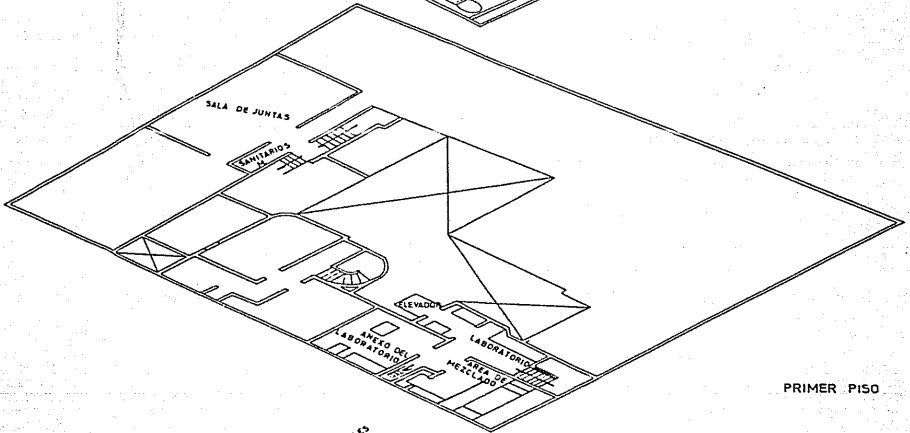 SALA DE JUNTAS
SANITARIOS
ELEVADOR
LABORATORIO
ANEXO DEL
LABORATORIO
AREA DE
MEZCLADO
PRIMER PISO